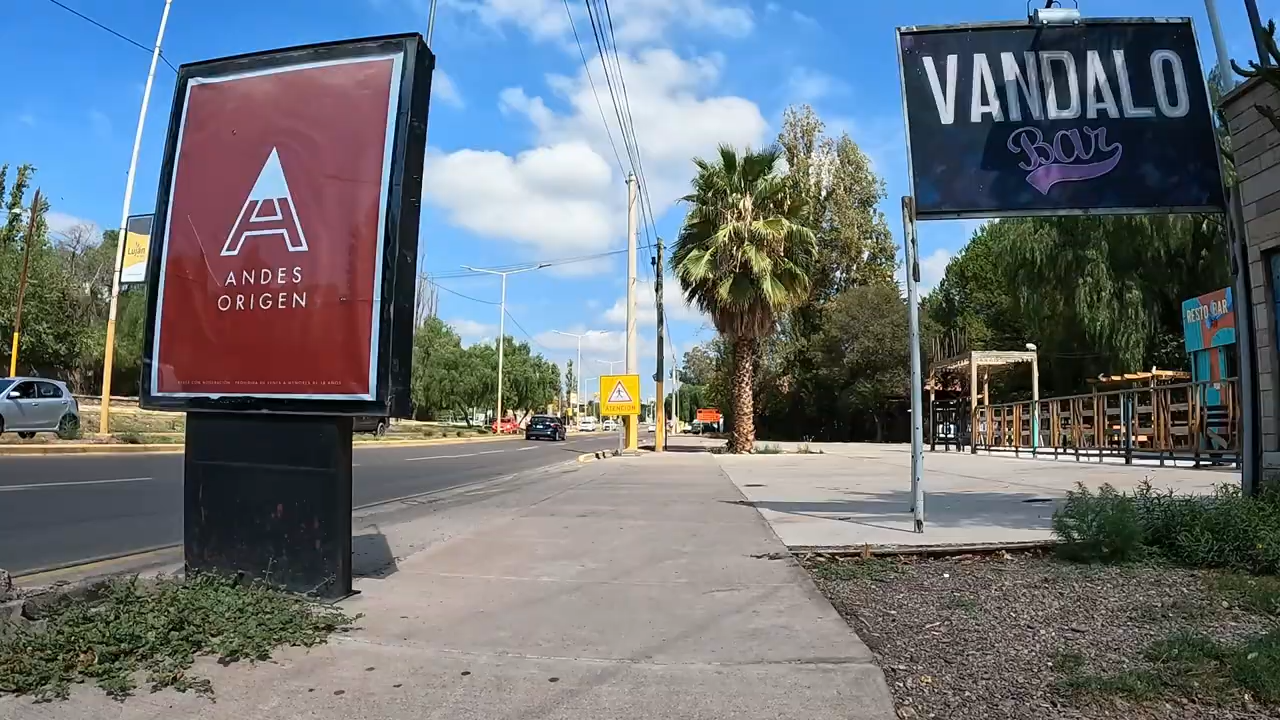 ANDES
ORIGEN
VANDALO
Bar
Luján
ATENCION
RESTO BAR